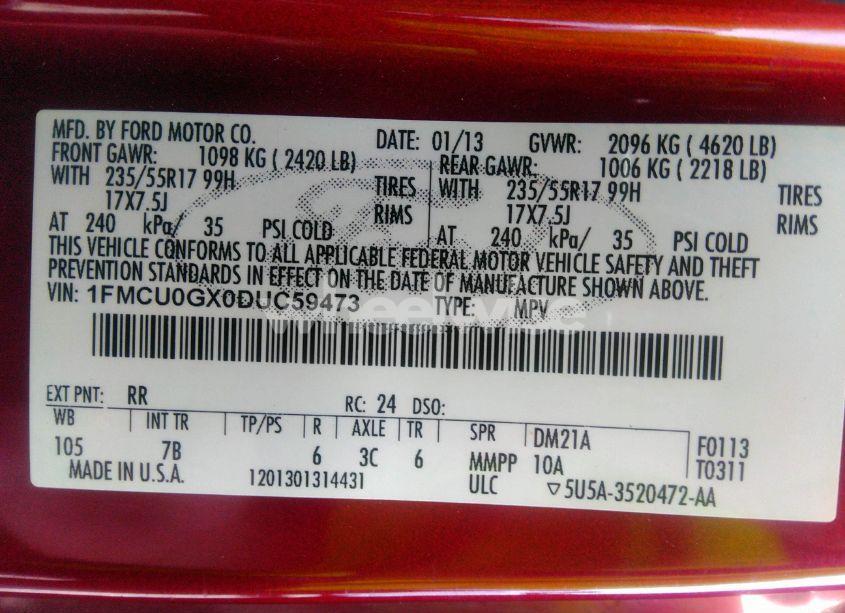 MFD. BY FORD MOTOR CO. DATE: 01/13 GVWR: 2096 KG ( 4620 LB)
FRONT GAWR: 1098 KG ( 2420 LB) REAR GAWR: 1006 KG ( 2218 LB)
WITH 235/55R17 99H TIRES WITH 235/55R17 99H TIRES
17X7.5J RIMS 17X7.5J RIMS
AT 240 kPa/ 35 PSI COLD AT 240 kPa/ 35 PSI COLD
THIS VEHICLE CONFORMS TO ALL APPLICABLE FEDERAL MOTOR VEHICLE SAFETY AND THEFT
PREVENTION STANDARDS IN EFFECT ON THE DATE OF MANUFACTURE SHOWN ABOVE.
VIN: 1FMCU0GX0DUC59473 TYPE: MPV
EXT PNT: RR RC: 24 DSO:
WB INT TR TP/PS R AXLE TR SPR DM21A F0113
105 7B 6 3C 6 MMPP 10A T0311
MADE IN U.S.A. 1201301314431 ULC ▽5U5A-3520472-AA